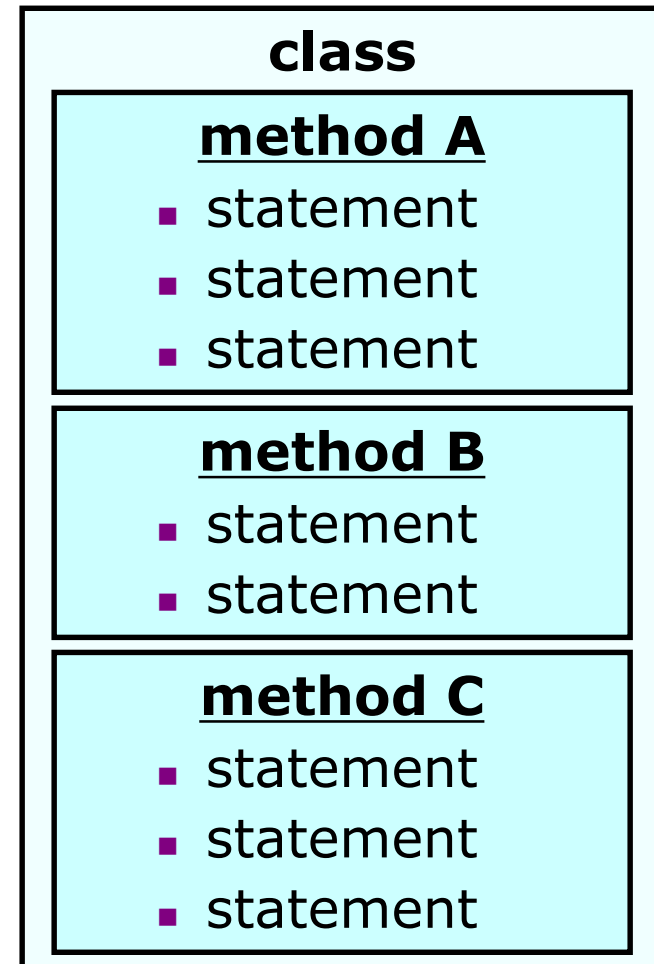 class
method A
▪ statement
▪ statement
▪ statement
method B
▪ statement
▪ statement
method C
▪ statement
▪ statement
▪ statement